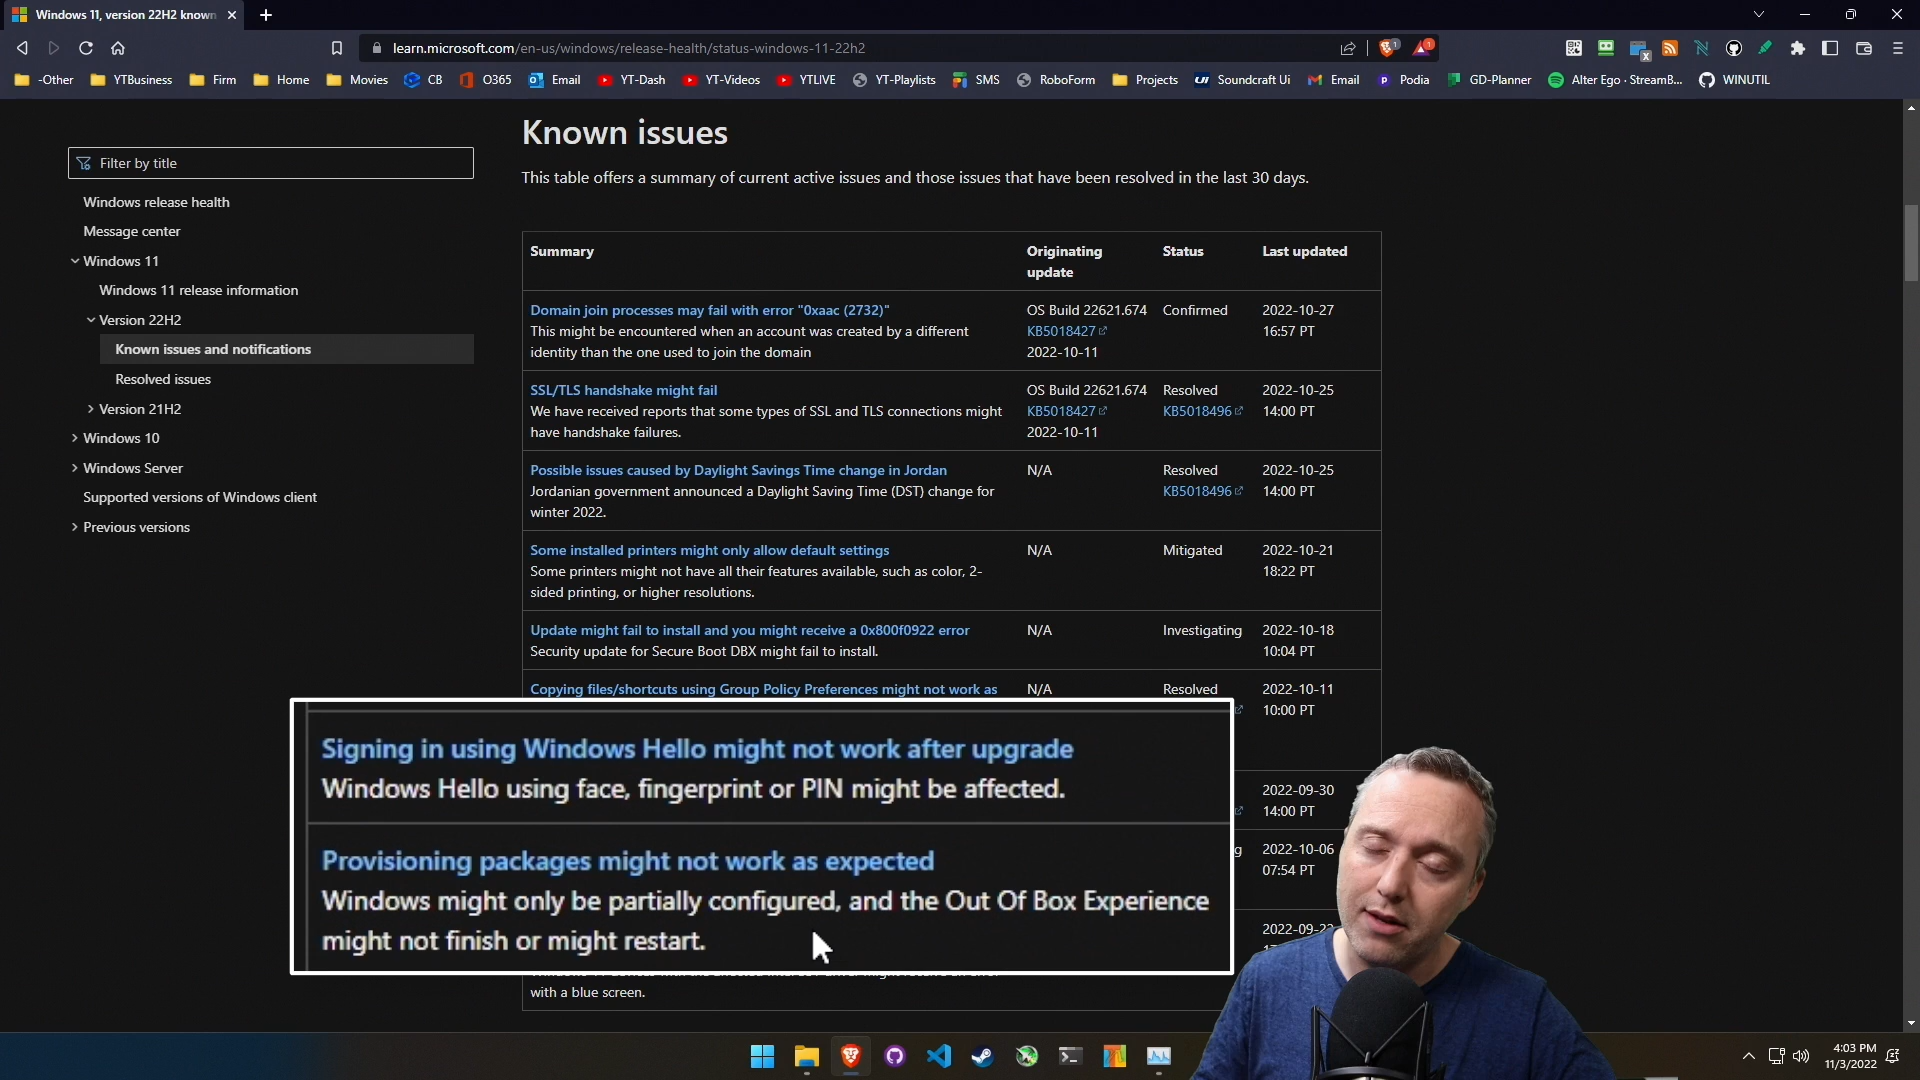 Windows 11, version 22H2 known
learn.microsoft.com/en-us/windows/release-health/status-windows-11-22h2
1
1
-Other
YTBusiness
Firm
Home
Movies
CB
O365
Email
YT-Dash
YT-Videos
YTLIVE
YT-Playlists
SMS
RoboForm
Projects
Soundcraft Ui
Email
Podia
GD-Planner
Alter Ego · StreamB...
WINUTIL
Filter by title
Windows release health
Message center
Windows 11
Windows 11 release information
Version 22H2
Known issues and notifications
Resolved issues
Version 21H2
Windows 10
Windows Server
Supported versions of Windows client
Previous versions
Known issues
This table offers a summary of current active issues and those issues that have been resolved in the last 30 days.
Summary
Originating
update
Status
Last updated
Domain join processes may fail with error "0xaac (2732)"
This might be encountered when an account was created by a different
identity than the one used to join the domain
OS Build 22621.674
KB5018427
2022-10-11
Confirmed
2022-10-27
16:57 PT
SSL/TLS handshake might fail
We have received reports that some types of SSL and TLS connections might
have handshake failures.
OS Build 22621.674
KB5018427
2022-10-11
Resolved
KB5018496
2022-10-25
14:00 PT
Possible issues caused by Daylight Savings Time change in Jordan
Jordanian government announced a Daylight Saving Time (DST) change for
winter 2022.
N/A
Resolved
KB5018496
2022-10-25
14:00 PT
Some installed printers might only allow default settings
Some printers might not have all their features available, such as color, 2-
sided printing, or higher resolutions.
N/A
Mitigated
2022-10-21
18:22 PT
Update might fail to install and you might receive a 0x800f0922 error
Security update for Secure Boot DBX might fail to install.
N/A
Investigating
2022-10-18
10:04 PT
Copying files/shortcuts using Group Policy Preferences might not work as
N/A
Resolved
2022-10-11
10:00 PT
Signing in using Windows Hello might not work after upgrade
Windows Hello using face, fingerprint or PIN might be affected.
Provisioning packages might not work as expected
Windows might only be partially configured, and the Out Of Box Experience
might not finish or might restart.
2022-09-30
14:00 PT
g
2022-10-06
07:54 PT
2022-09-22
with a blue screen.
4:03 PM
11/3/2022